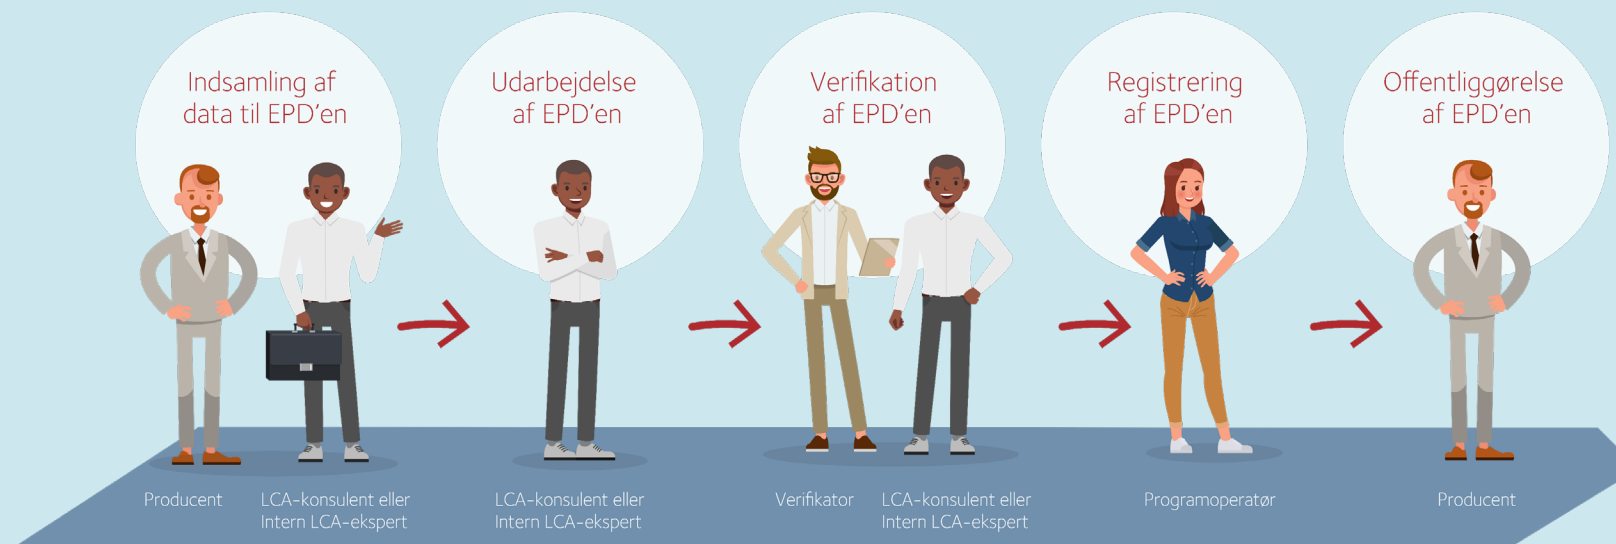 Indsamling af
data til EPD'en
Udarbejdelse
af EPD'en
Verifikation
af EPD'en
Registrering
af EPD'en
Offentliggørelse
af EPD'en
Producent
LCA-konsulent eller
Intern LCA-ekspert
LCA-konsulent eller
Intern LCA-ekspert
Verifikator
LCA-konsulent eller
Intern LCA-ekspert
Programoperatør
Producent